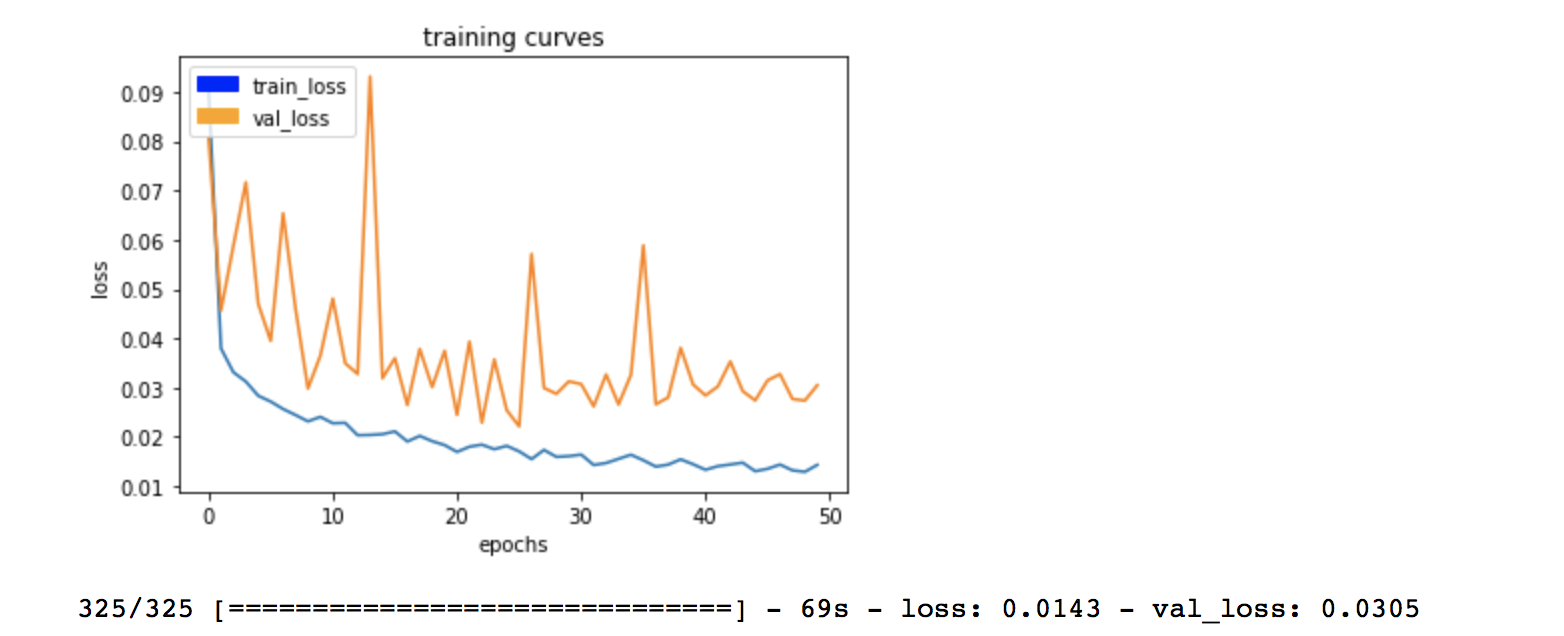 training curves
train_loss
val_loss
0.09
0.08
0.07
0.06
0.05
0.04
0.03
0.02
0.01
loss
0 10 20 30 40 50
epochs
325/325 [==============================] - 69s - loss: 0.0143 - val_loss: 0.0305